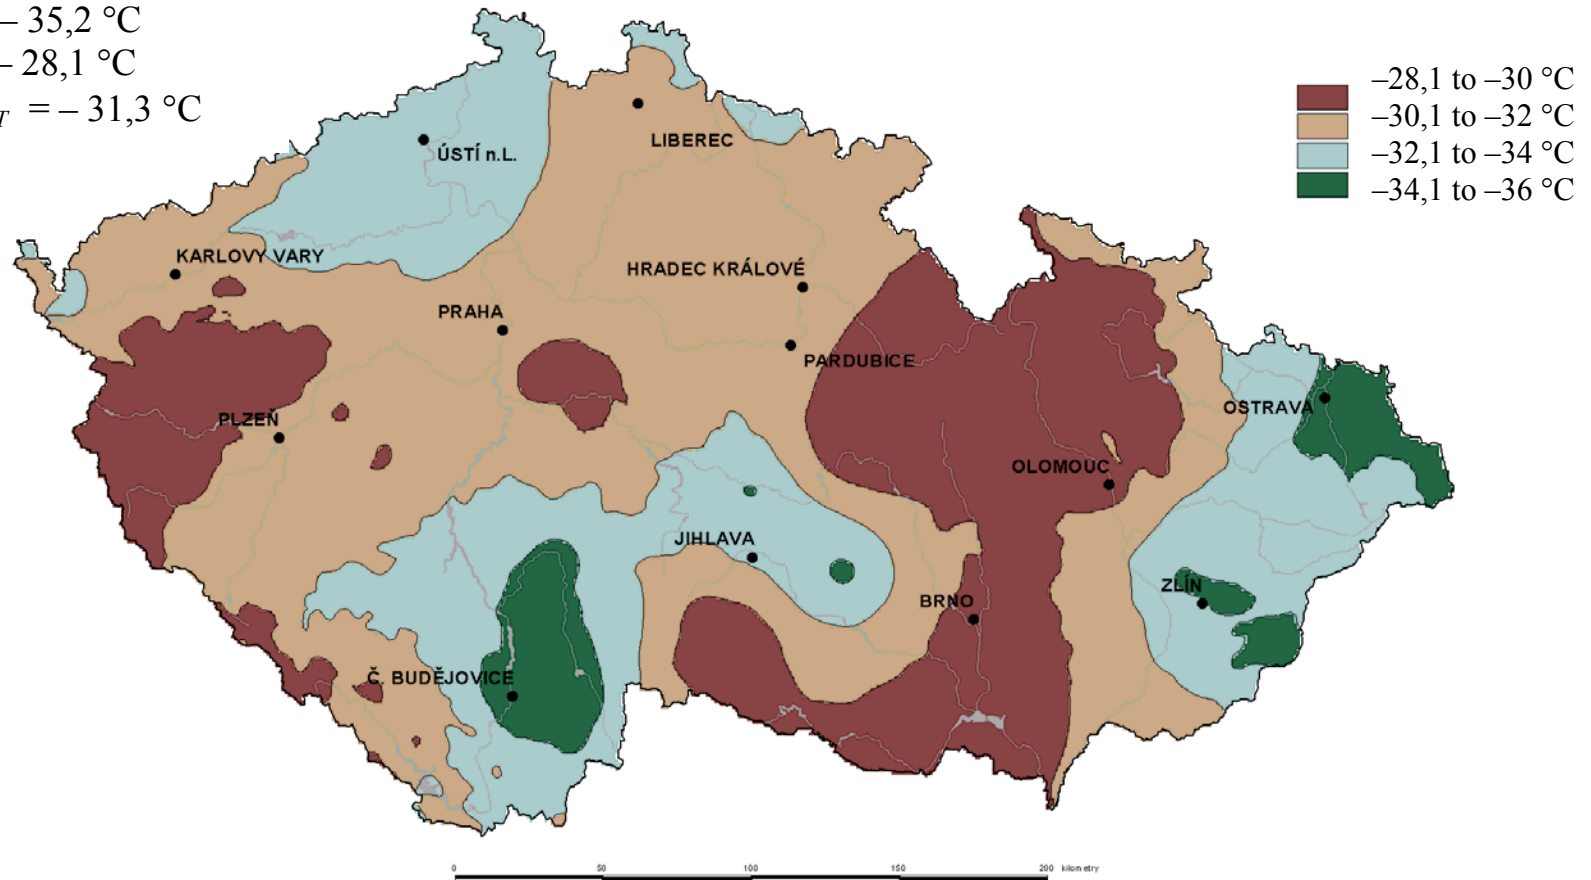 – 35,2 °C
– 28,1 °C
T = – 31,3 °C
–28,1 to –30 °C
–30,1 to –32 °C
–32,1 to –34 °C
–34,1 to –36 °C
LIBEREC
ÚSTÍ n.L.
KARLOVY VARY
HRADEC KRÁLOVÉ
PRAHA
PARDUBICE
OSTRAVA
PLZEŇ
OLOMOUC
JIHLAVA
ZLÍN
BRNO
Č. BUDĚJOVICE
0 50 100 150 200 kilometry